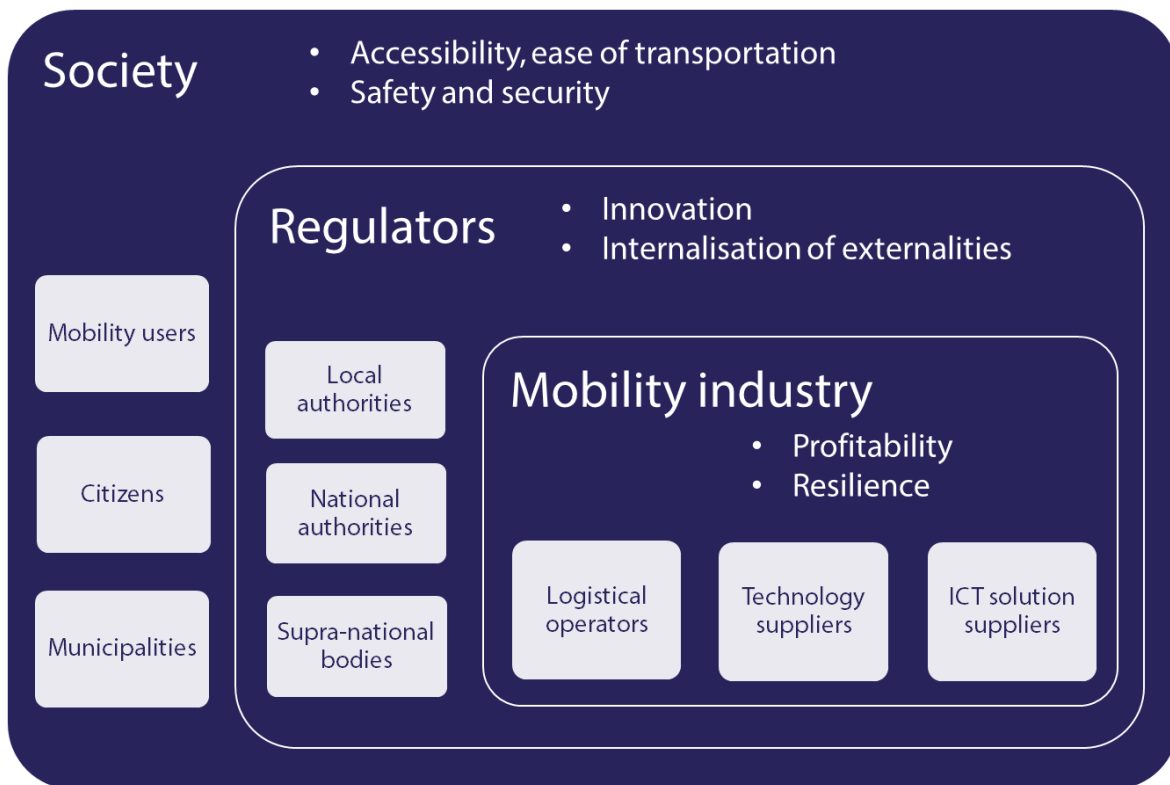 Society
• Accessibility, ease of transportation
• Safety and security
Regulators
• Innovation
• Internalisation of externalities
Mobility users
Citizens
Municipalities
Local
authorities
National
authorities
Supra-national
bodies
Mobility industry
• Profitability
• Resilience
Logistical
operators
Technology
suppliers
ICT solution
suppliers